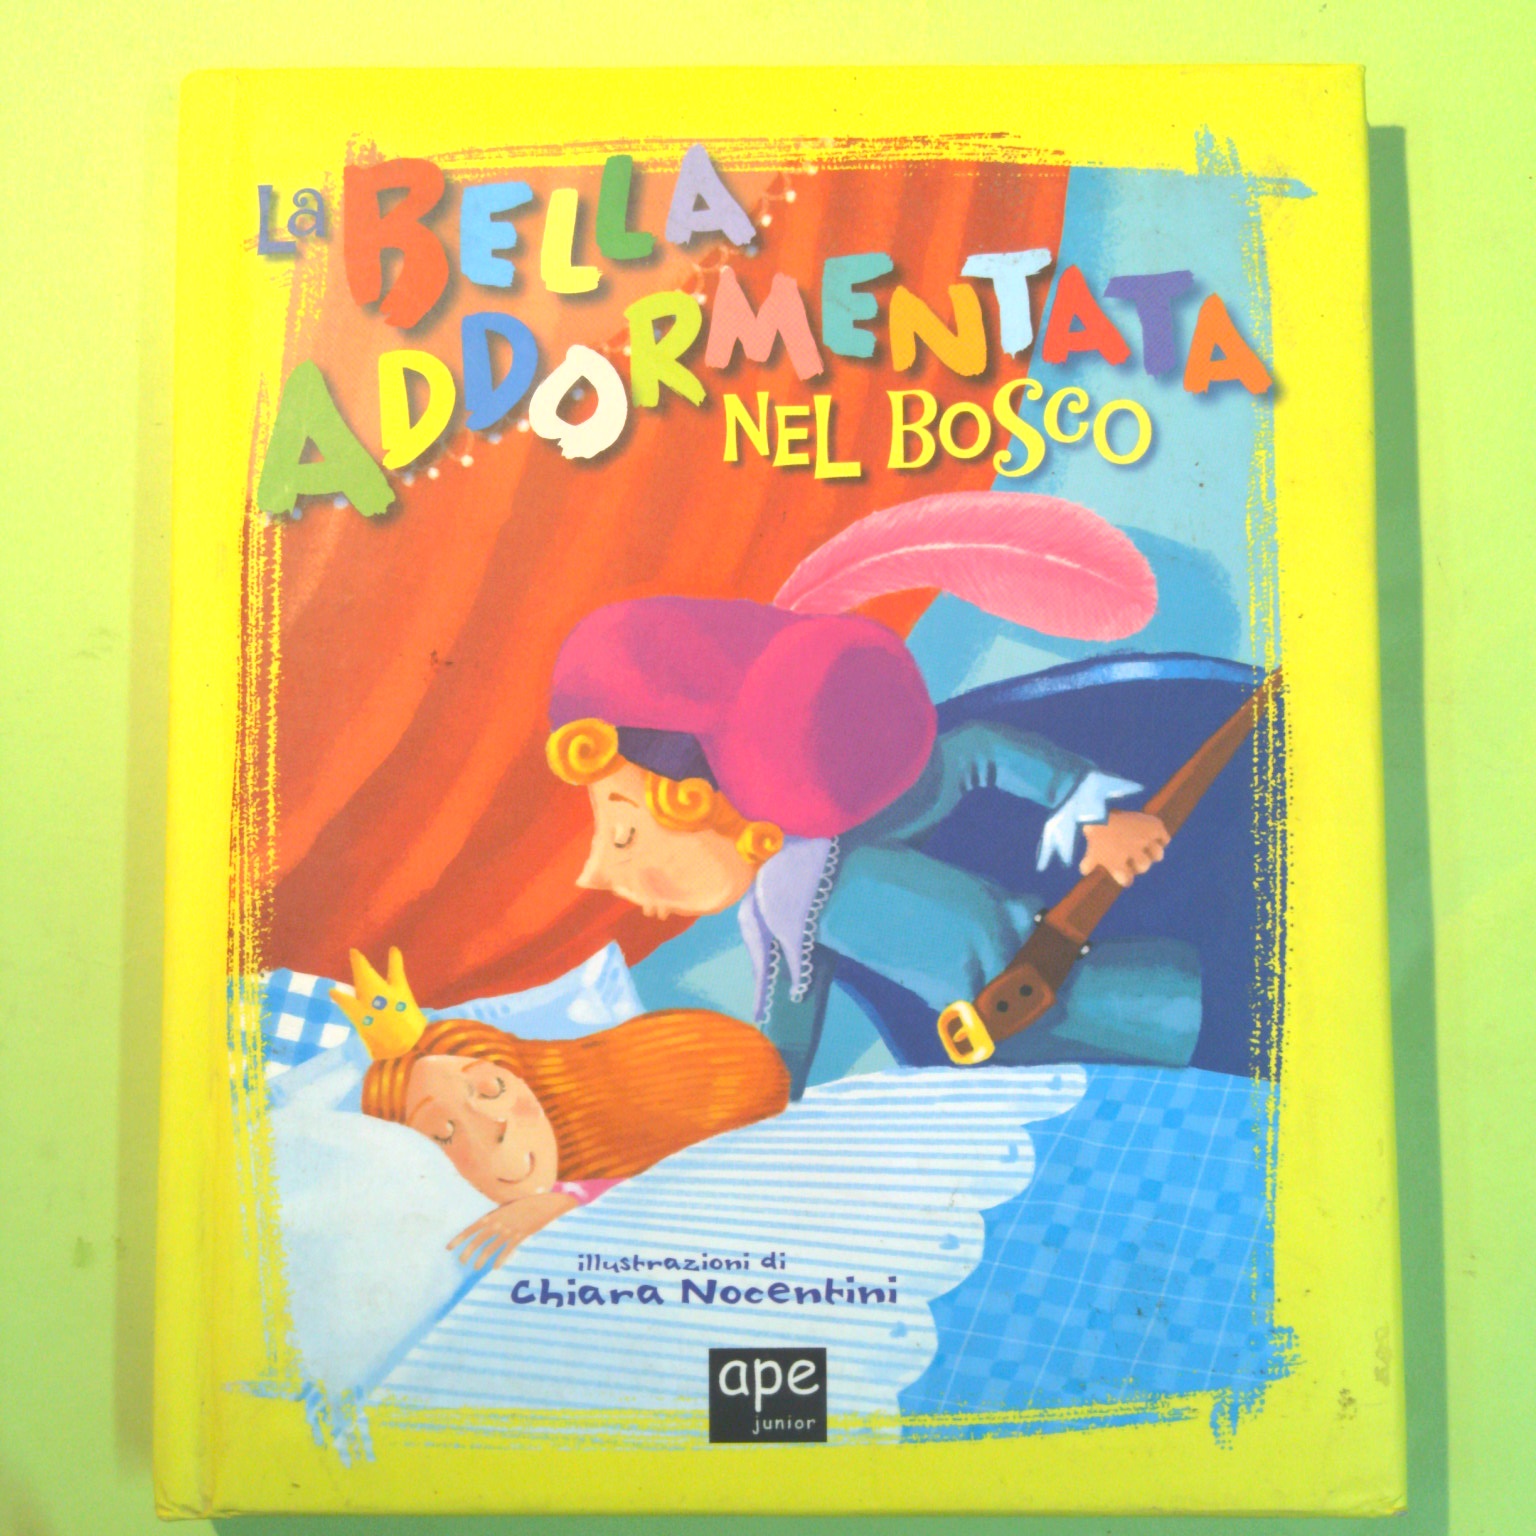 La BELLA
ADDORMENTATA
NEL BOSCO
illustrazioni di
Chiara Nocentini
ape
junior